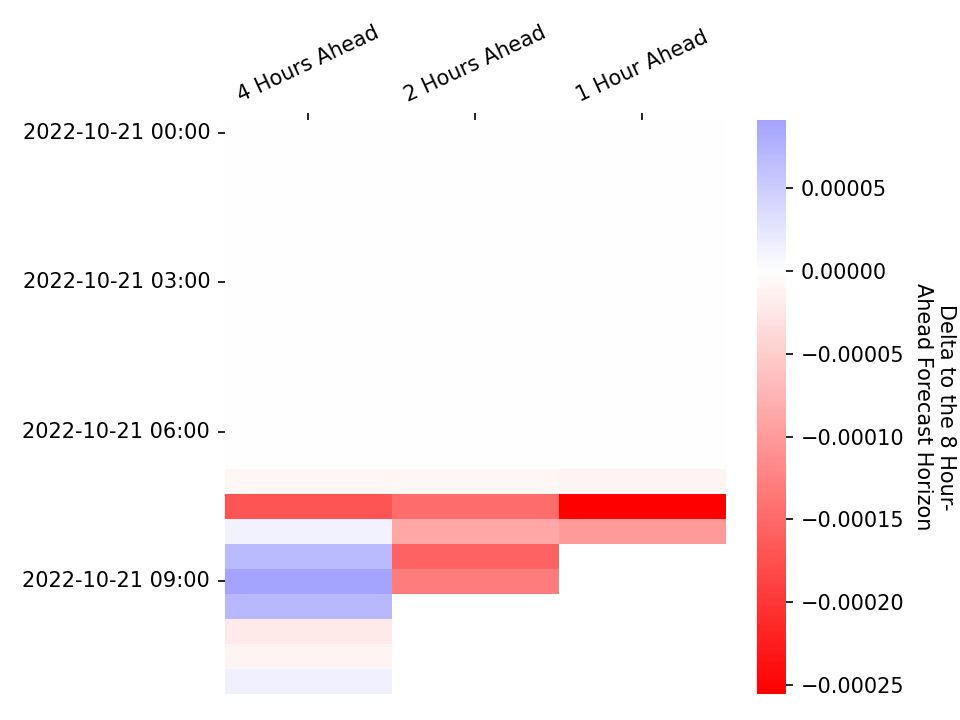 4 Hours Ahead
2 Hours Ahead
1 Hour Ahead
2022-10-21 00:00
2022-10-21 03:00
2022-10-21 06:00
2022-10-21 09:00
0.00005
0.00000
−0.00005
−0.00010
−0.00015
−0.00020
−0.00025
Delta to the 8 Hour-
Ahead Forecast Horizon